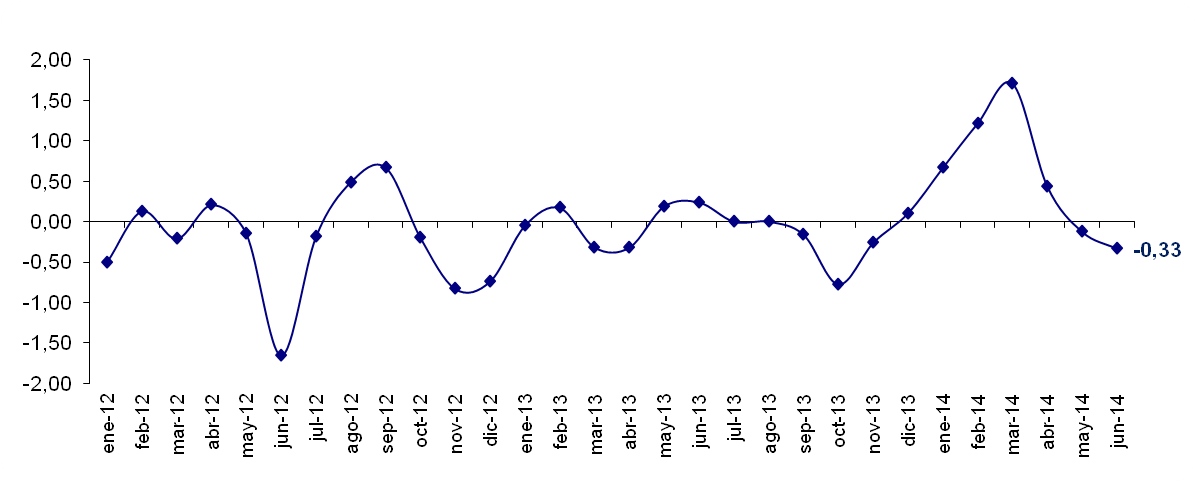 2,00
1,50
1,00
0,50
0,00
-0,50
-1,00
-1,50
-2,00
-0,33
ene-12
feb-12
mar-12
abr-12
may-12
jun-12
jul-12
ago-12
sep-12
oct-12
nov-12
dic-12
ene-13
feb-13
mar-13
abr-13
may-13
jun-13
jul-13
ago-13
sep-13
oct-13
nov-13
dic-13
ene-14
feb-14
mar-14
abr-14
may-14
jun-14